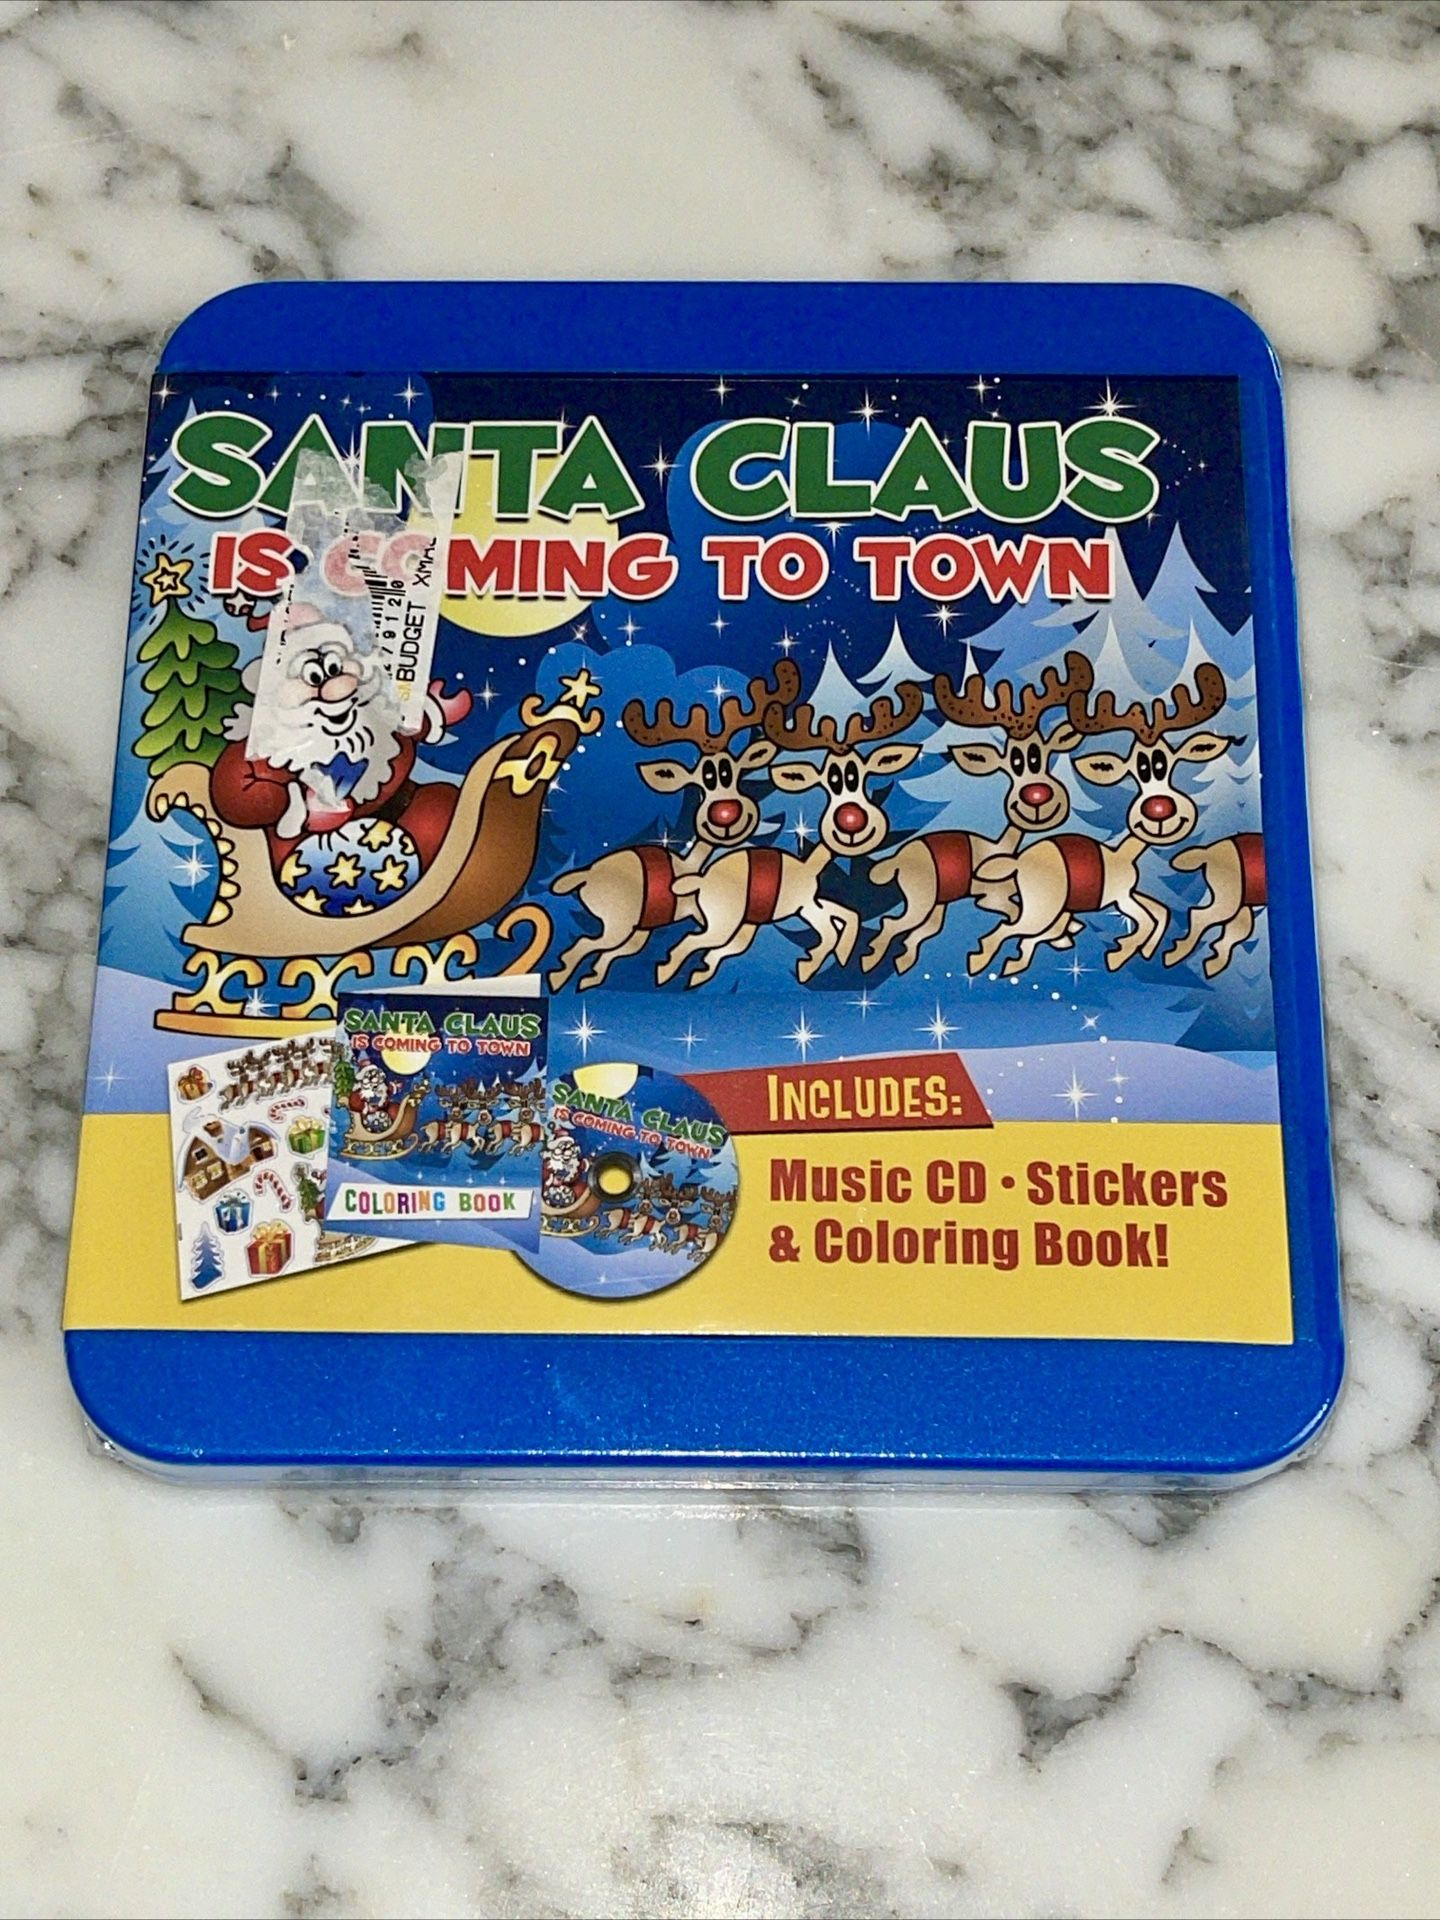 SANTA CLAUS
IS COMING TO TOWN
BUDGET XMAS
SANTA CLAUS
IS COMING TO TOWN
COLORING BOOK
SANTA CLAUS
IS COMING TO TOWN
INCLUDES:
Music CD • Stickers
& Coloring Book!